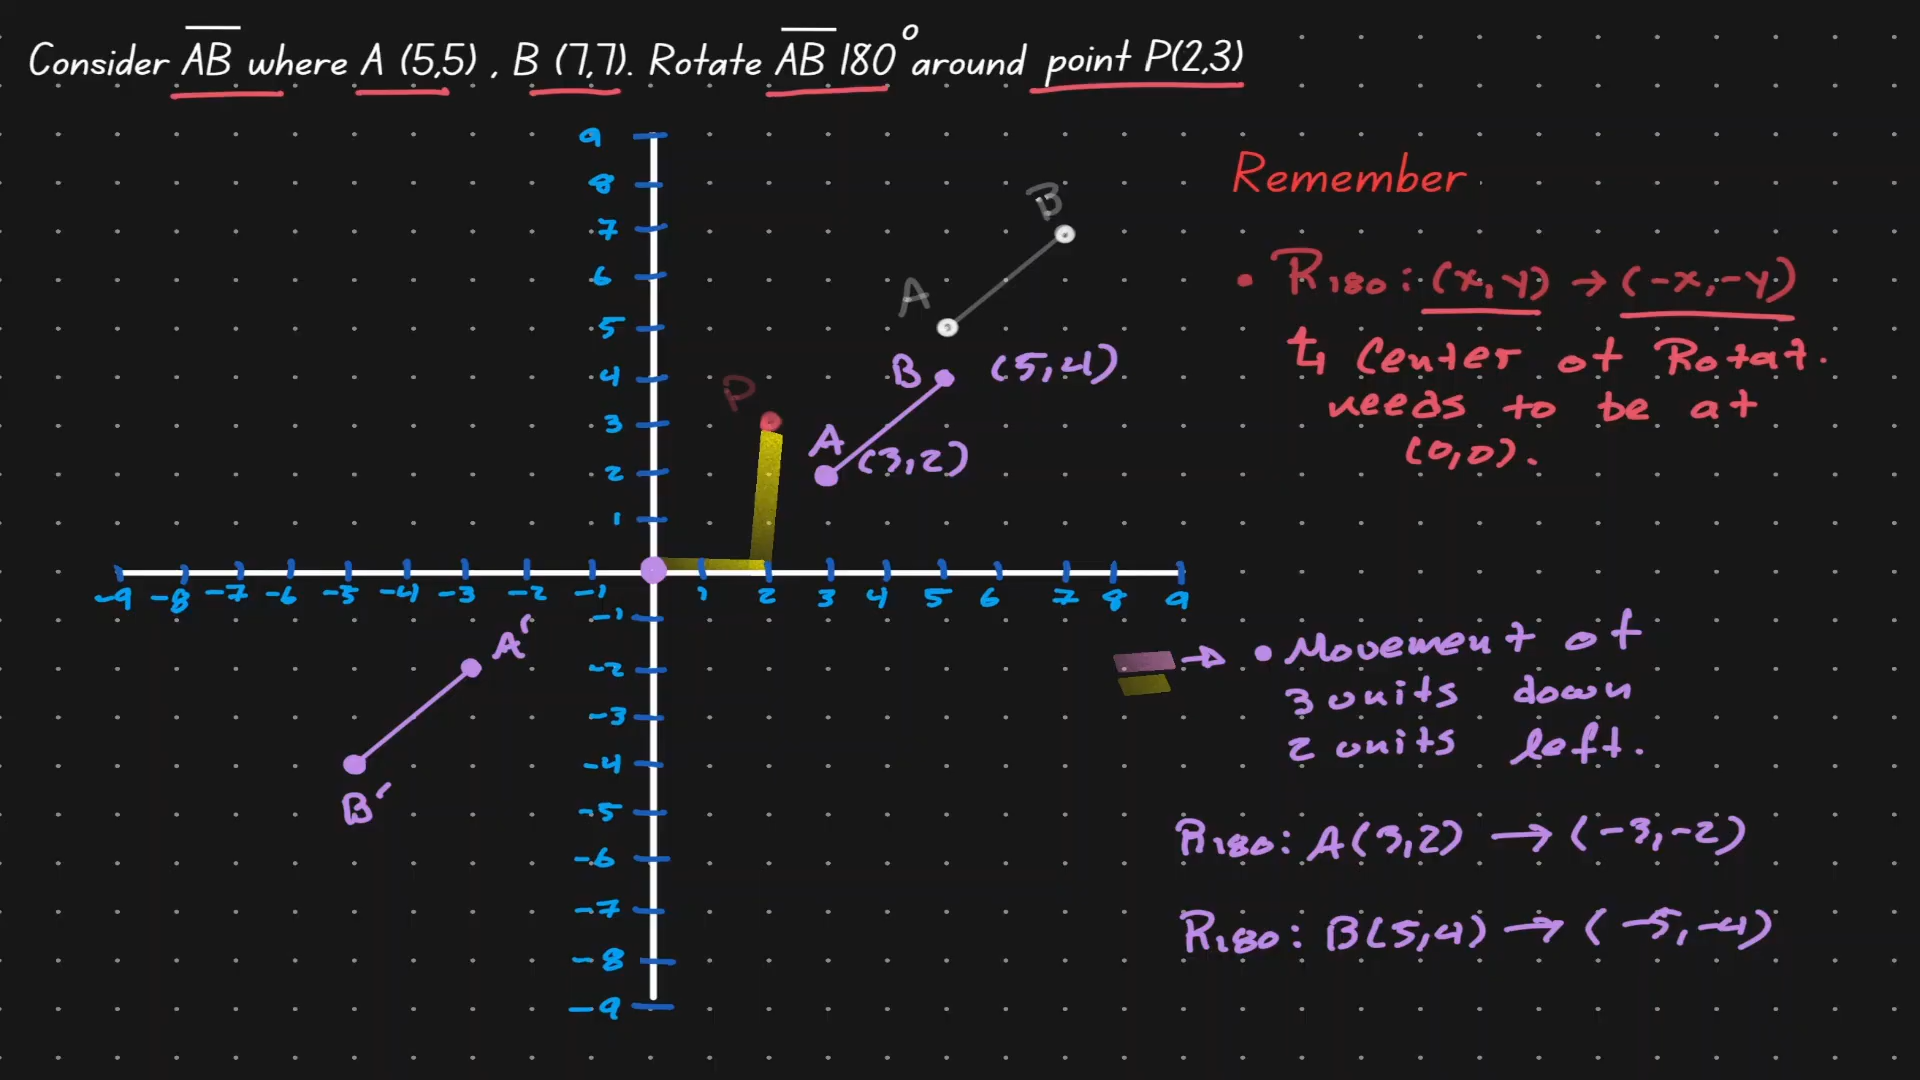 Consider AB where A (5,5) , B (7,7). Rotate AB 180° around point P(2,3)
Remember
• R180 : (x,y) → (-x,-y)
↳ Center of Rotat.
needs to be at
(0,0).
9
8
7
6
5
4
3
2
1
-9 -8 -7 -6 -5 -4 -3 -2 -1 1 2 3 4 5 6 7 8 9
-1
-2
-3
-4
-5
-6
-7
-8
-9
B
A
P
B (5,4)
A (3,2)
A'
B'
→ • Movement of
3 units down
2 units left.
R180: A(3,2) → (-3,-2)
R180: B(5,4) → (-5,-4)